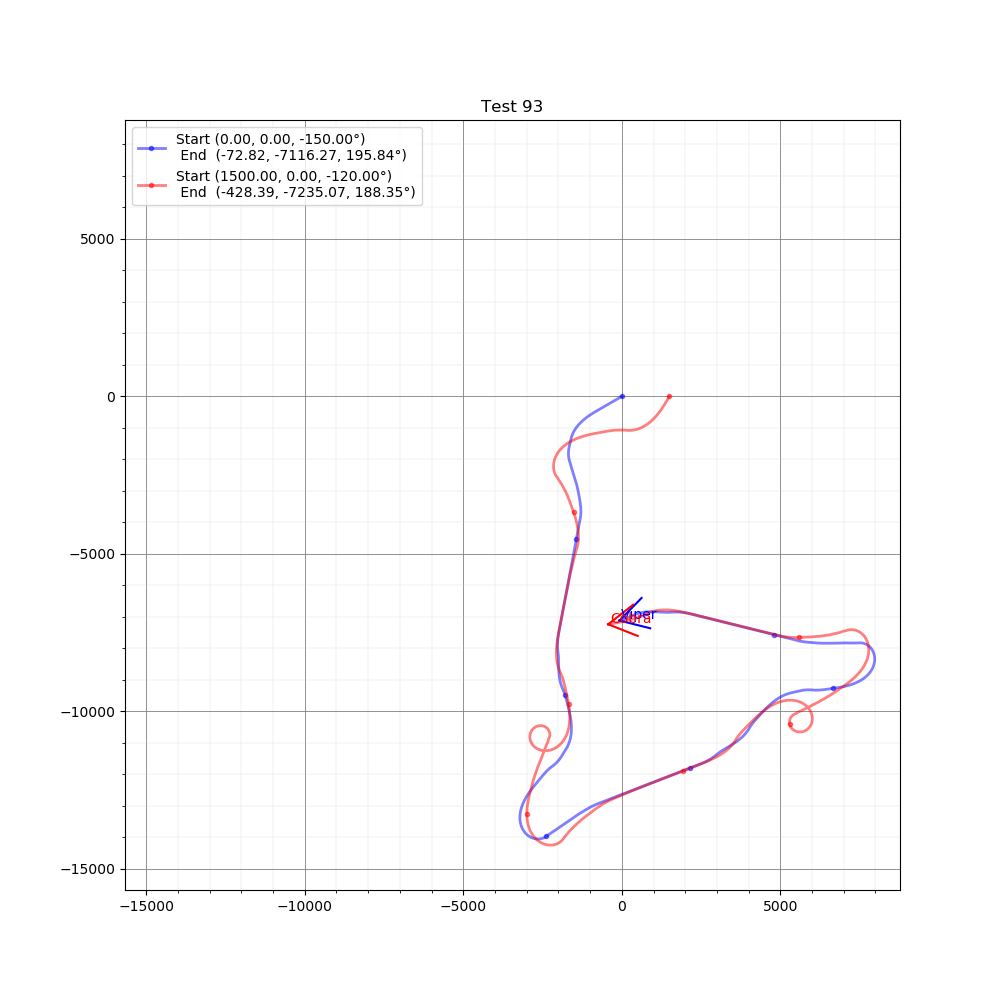 Test 93
Start (0.00, 0.00, -150.00°)
End  (-72.82, -7116.27, 195.84°)
Start (1500.00, 0.00, -120.00°)
End  (-428.39, -7235.07, 188.35°)
5000
0
−5000
−10000
−15000
Viper
Cobra
−15000
−10000
−5000
0
5000